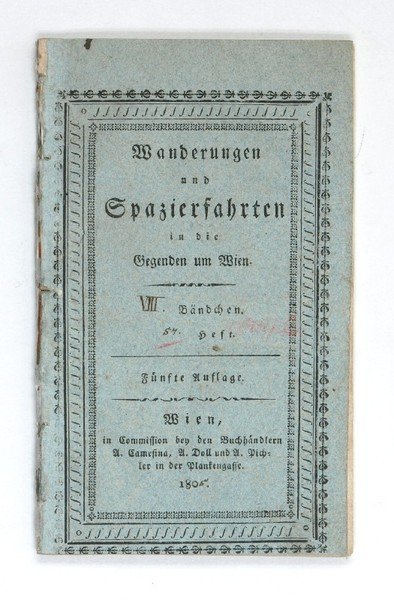 Wanderungen
und
Spazierfahrten
in die
Gegenden um Wien.
VIII. Bändchen.
Heft.
Fünfte Auflage.
Wien,
in Commission bey den Buchhändlern
A. Camesina, A. Doll und A. Pich-
ler in der Plankengasse.